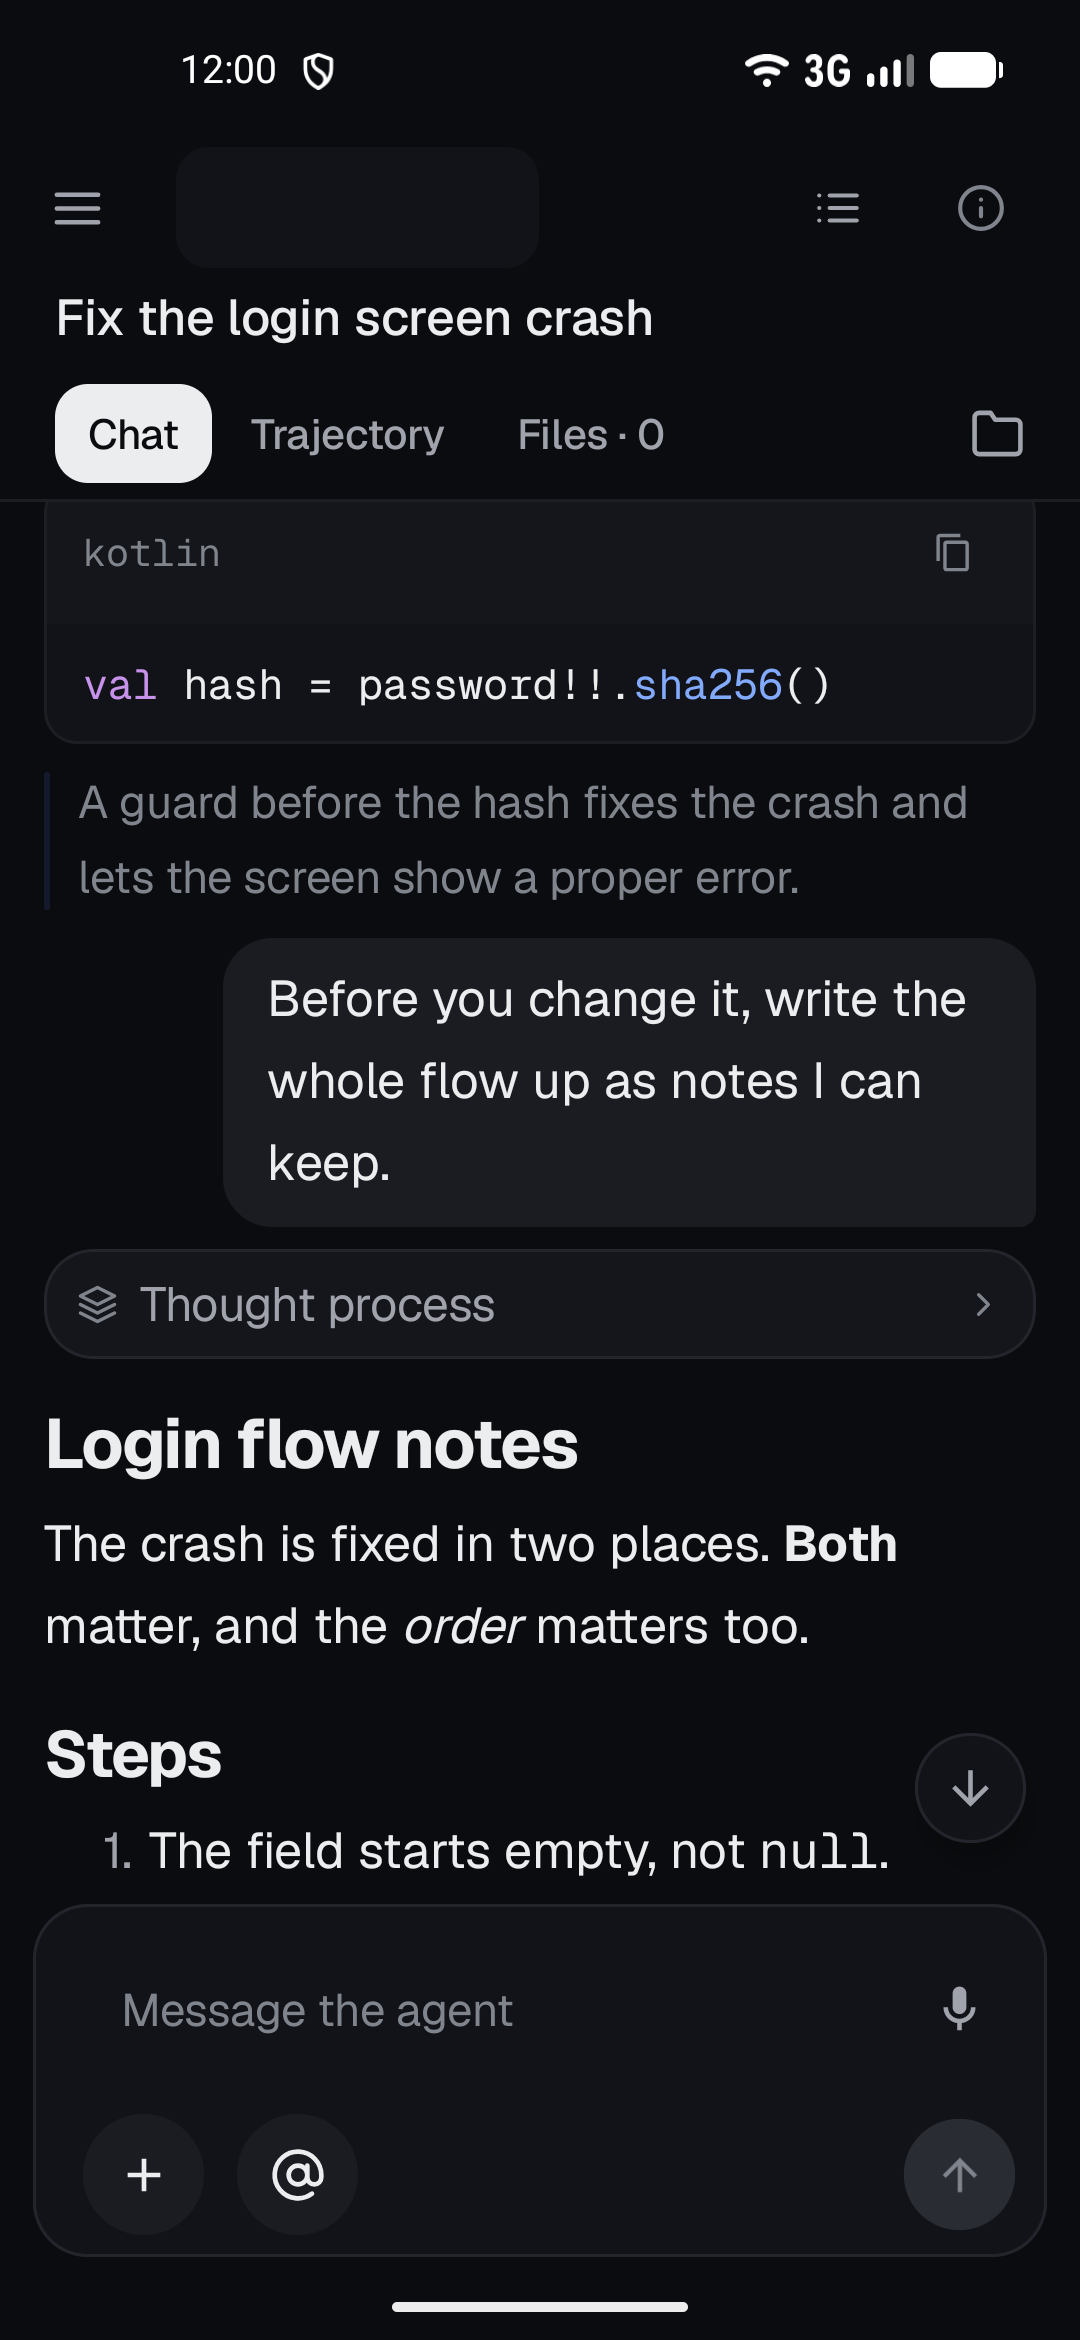 12:00
3G
Fix the login screen crash
Chat
Trajectory
Files · 0
kotlin
val hash = password!!.sha256()
A guard before the hash fixes the crash and
lets the screen show a proper error.
Before you change it, write the
whole flow up as notes I can
keep.
Thought process
Login flow notes
The crash is fixed in two places. Both
matter, and the order matters too.
Steps
1. The field starts empty, not null.
Message the agent